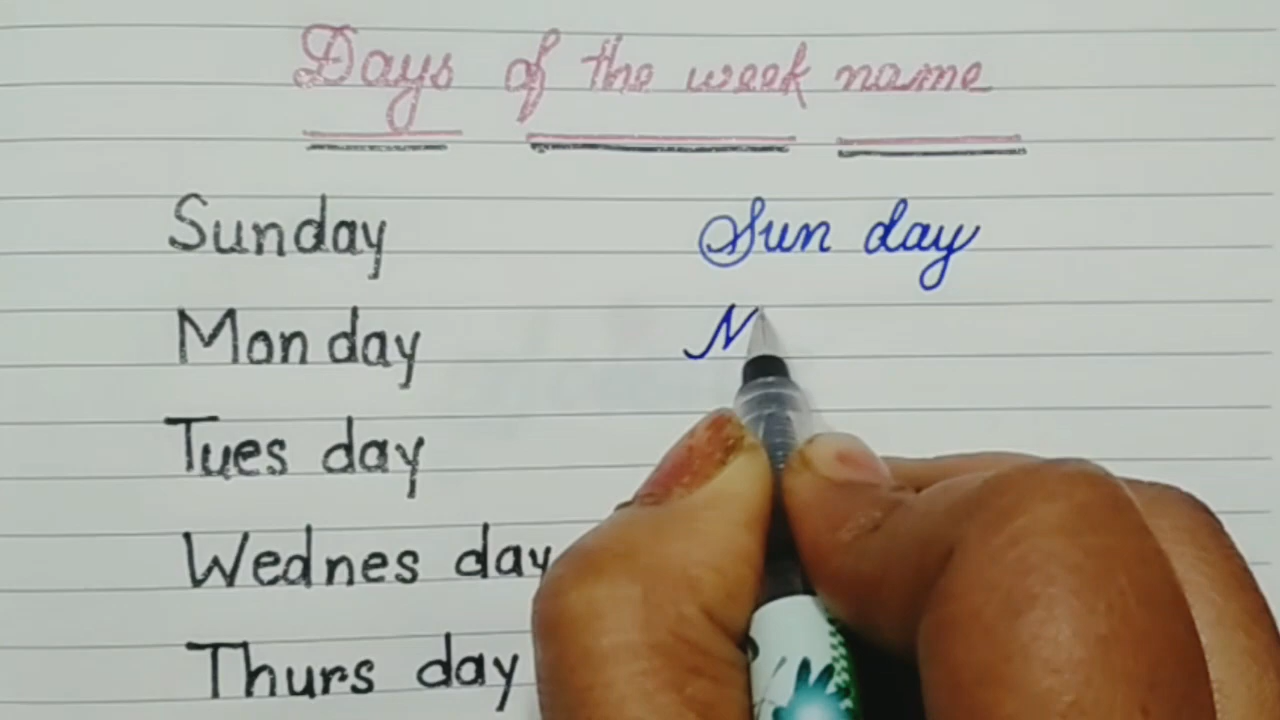 Days of the week name
Sunday Sun day
Mon day
Tues day
Wednes day
Thurs day